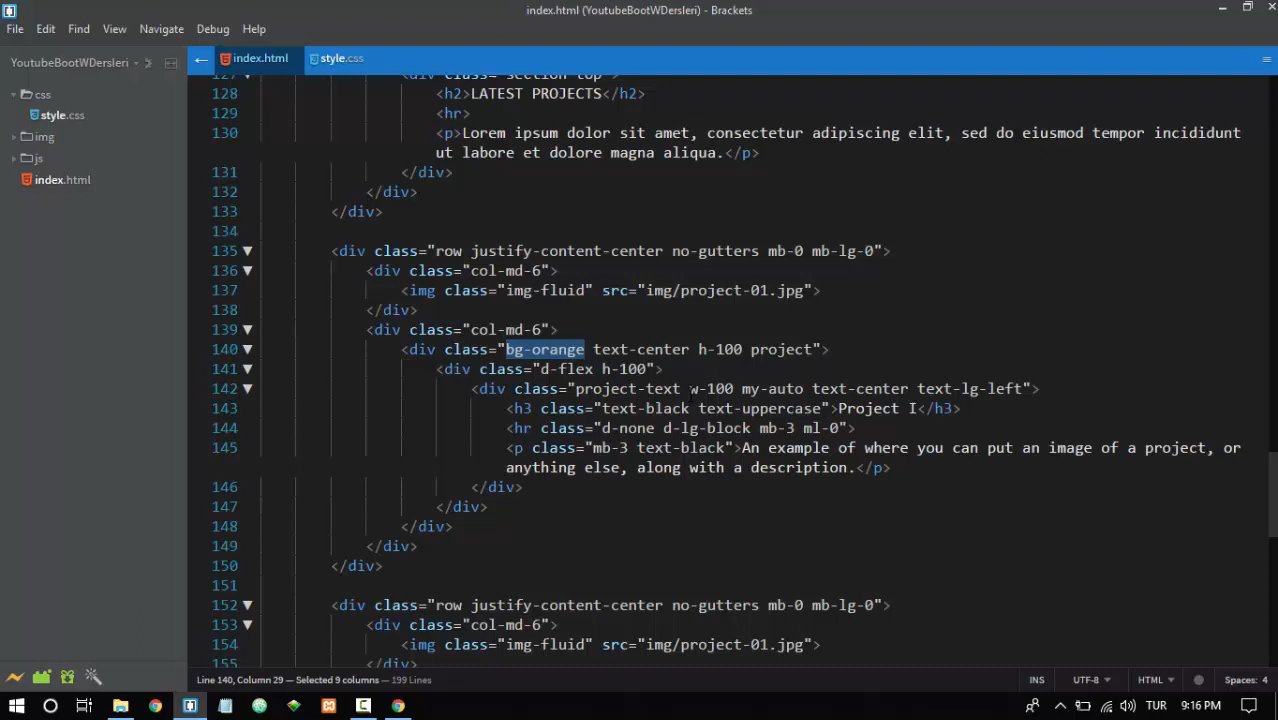 index.html (YoutubeBootWDersleri) - Brackets
File Edit Find View Navigate Debug Help
YoutubeBootWDersleri
index.html style.css
css
style.css
img
js
index.html
127 <div class="section-top">
128 <h2>LATEST PROJECTS</h2>
129 <hr>
130 <p>Lorem ipsum dolor sit amet, consectetur adipiscing elit, sed do eiusmod tempor incididunt
ut labore et dolore magna aliqua.</p>
131 </div>
132 </div>
133 </div>
134
135 <div class="row justify-content-center no-gutters mb-0 mb-lg-0">
136 <div class="col-md-6">
137 <img class="img-fluid" src="img/project-01.jpg">
138 </div>
139 <div class="col-md-6">
140 <div class="bg-orange text-center h-100 project">
141 <div class="d-flex h-100">
142 <div class="project-text w-100 my-auto text-center text-lg-left">
143 <h3 class="text-black text-uppercase">Project I</h3>
144 <hr class="d-none d-lg-block mb-3 ml-0">
145 <p class="mb-3 text-black">An example of where you can put an image of a project, or
anything else, along with a description.</p>
146 </div>
147 </div>
148 </div>
149 </div>
150 </div>
151
152 <div class="row justify-content-center no-gutters mb-0 mb-lg-0">
153 <div class="col-md-6">
154 <img class="img-fluid" src="img/project-01.jpg">
155 </div>
Line 140, Column 29 — Selected 9 columns — 199 Lines
INS UTF-8 HTML Spaces: 4
TUR 9:16 PM